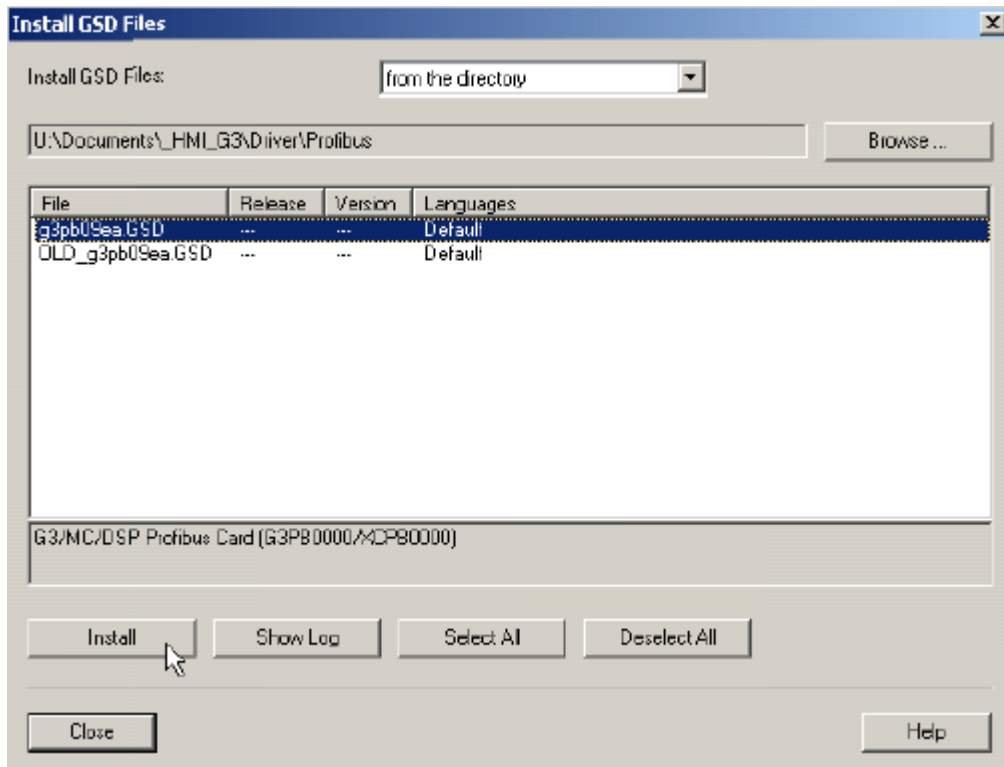 Install GSD Files
Install GSD Files:
from the directory
U:\Documents\_HMI_G3\Driver\Profibus
Browse ...
File Release Version Languages
g3pb09ea.GSD --- --- Default
OLD_g3pb09ea.GSD --- --- Default
G3/MC/DSP Profibus Card (G3PB0000/XCPB0000)
Install Show Log Select All Deselect All
Close Help